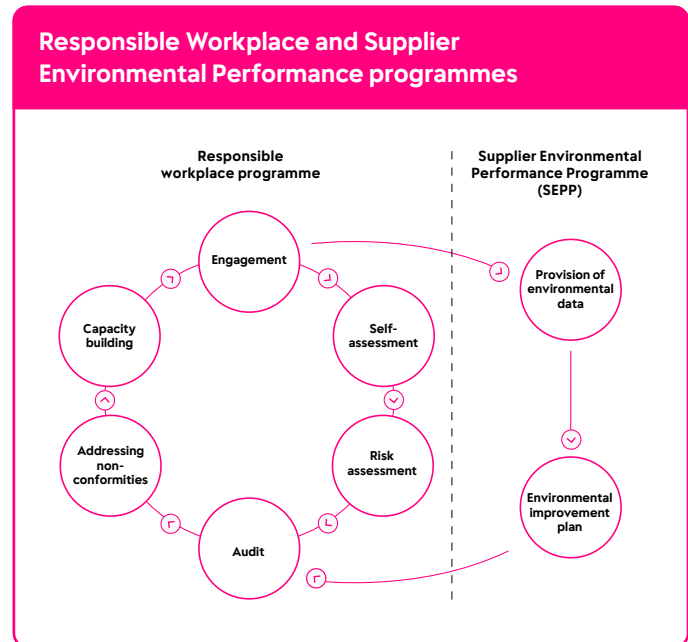 Responsible Workplace and Supplier
Environmental Performance programmes
Responsible
workplace programme
Supplier Environmental
Performance Programme
(SEPP)
Engagement
Provision of
environmental
data
Capacity
building
Self-
assessment
Addressing
non-
conformities
Risk
assessment
Environmental
improvement
plan
Audit